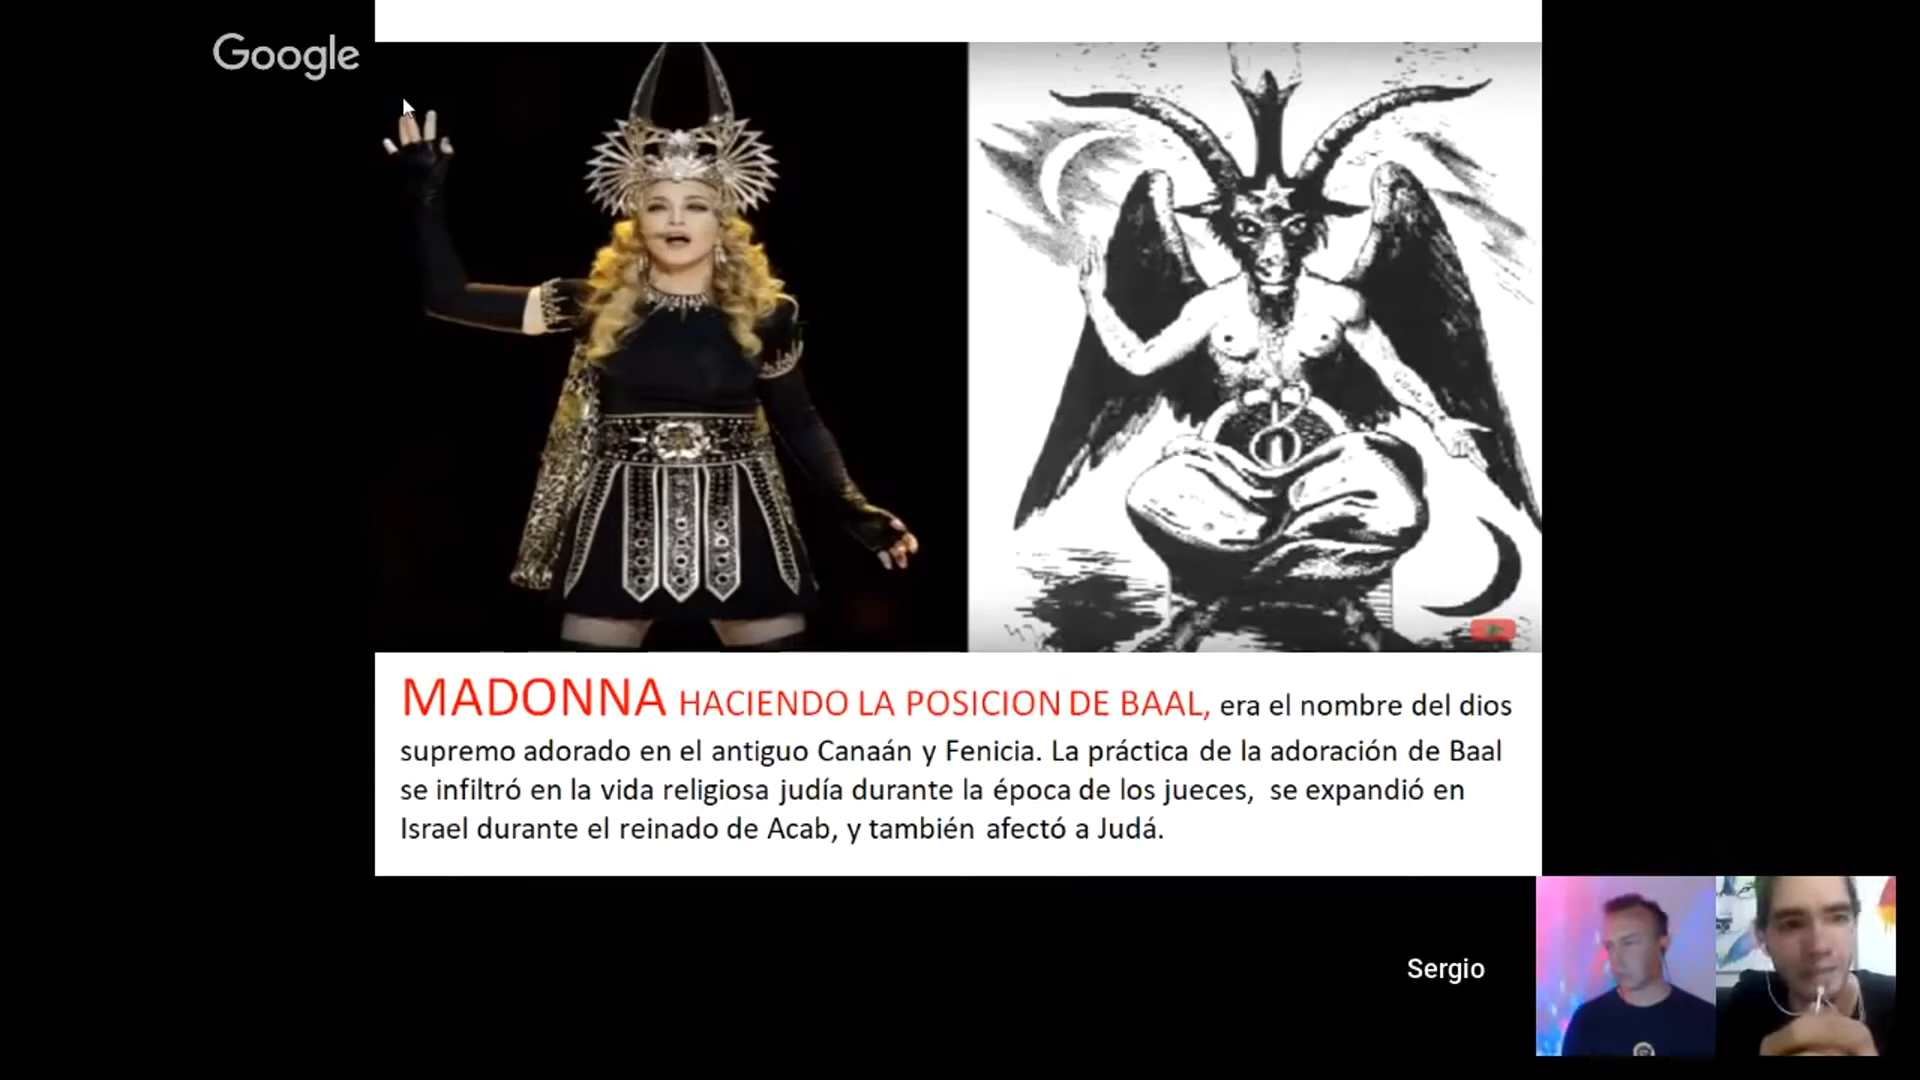 Google
MADONNA HACIENDO LA POSICION DE BAAL, era el nombre del dios
supremo adorado en el antiguo Canaán y Fenicia. La práctica de la adoración de Baal
se infiltró en la vida religiosa judía durante la época de los jueces, se expandió en
Israel durante el reinado de Acab, y también afectó a Judá.
Sergio